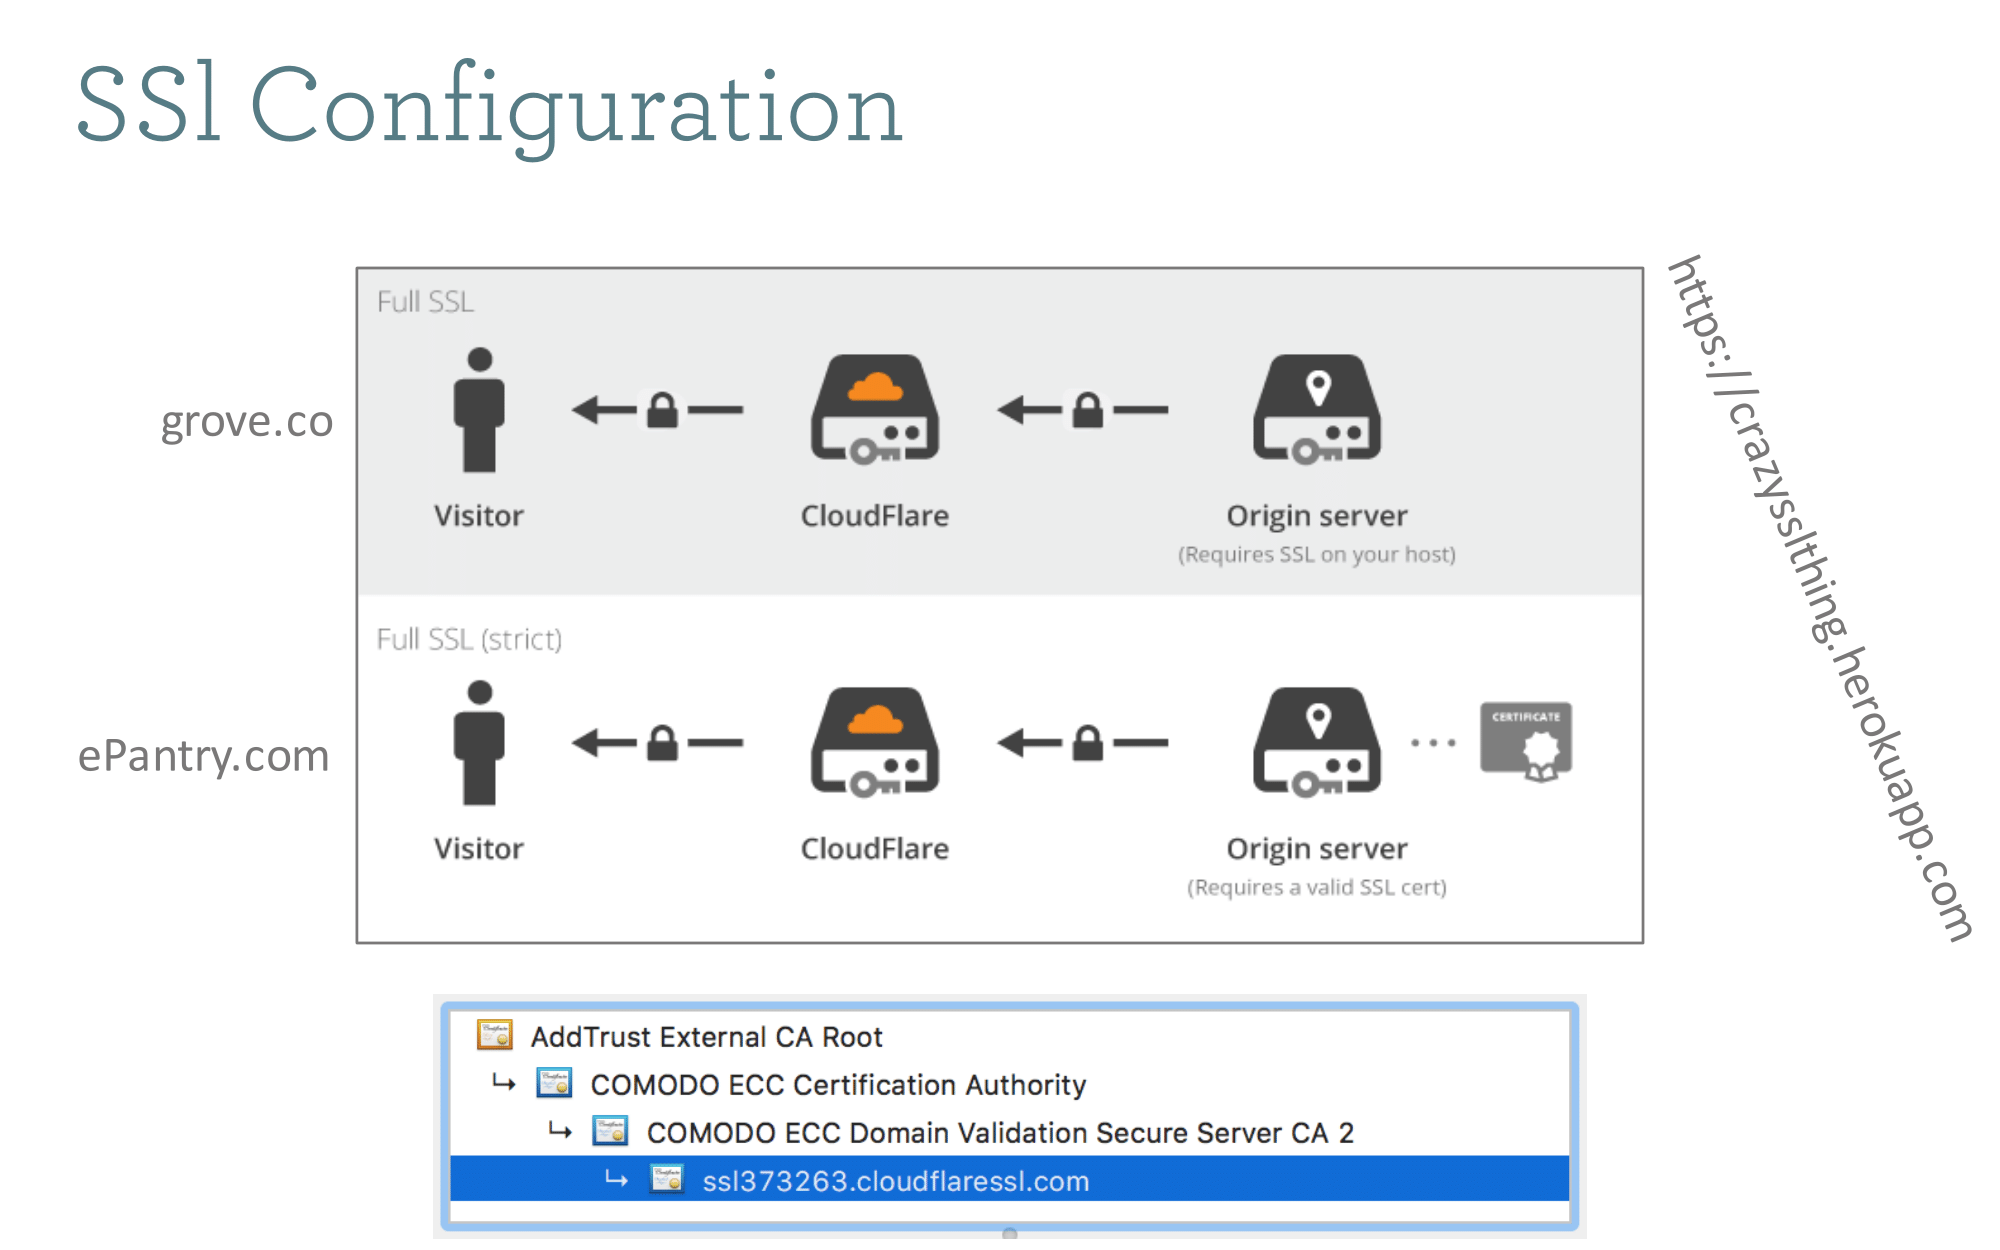 SSl Configuration
Full SSL
grove.co
Visitor
CloudFlare
Origin server
(Requires SSL on your host)
Full SSL (strict)
ePantry.com
CERTIFICATE
Visitor
CloudFlare
Origin server
(Requires a valid SSL cert)
https://crazysslthing.herokuapp.com
AddTrust External CA Root
COMODO ECC Certification Authority
COMODO ECC Domain Validation Secure Server CA 2
ssl373263.cloudflaressl.com